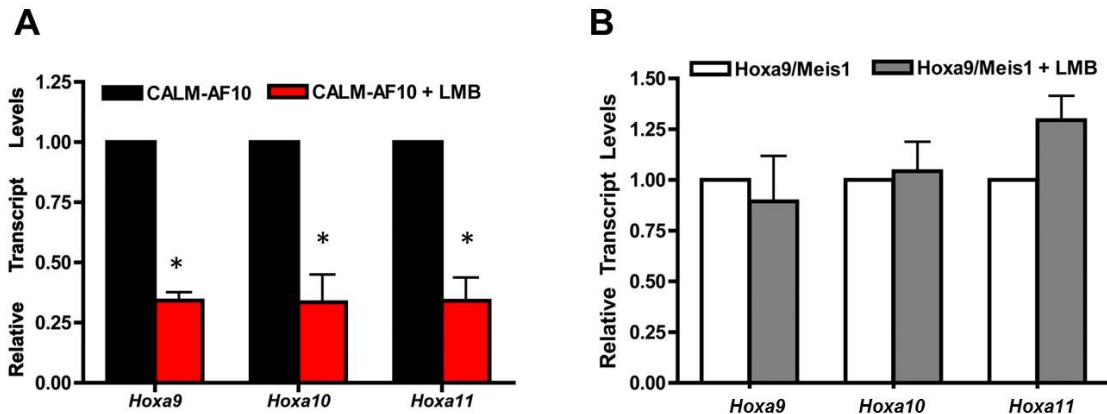 A
Relative Transcript Levels
1.25
1.00
0.75
0.50
0.25
0.00
CALM-AF10
CALM-AF10 + LMB
*
*
*
Hoxa9
Hoxa10
Hoxa11
B
Relative Transcript Levels
1.50
1.25
1.00
0.75
0.50
0.25
0.00
Hoxa9/Meis1
Hoxa9/Meis1 + LMB
Hoxa9
Hoxa10
Hoxa11